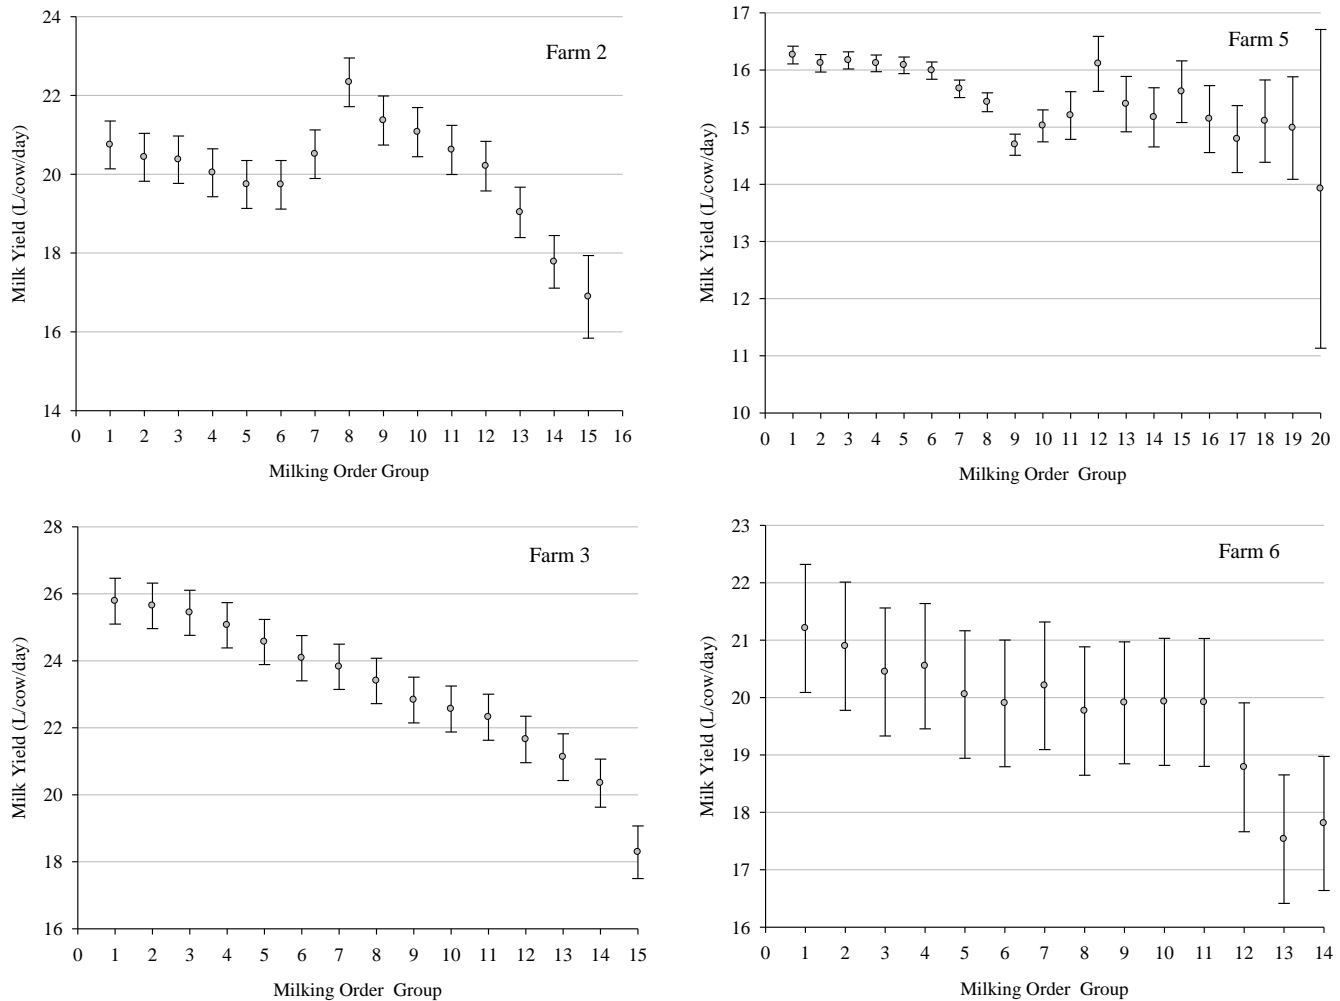 Farm 2
Milk Yield (L/cow/day)
24
22
20
18
16
14
0 1 2 3 4 5 6 7 8 9 10 11 12 13 14 15 16
Milking Order Group
Farm 5
Milk Yield (L/cow/day)
17
16
15
14
13
12
11
10
0 1 2 3 4 5 6 7 8 9 10 11 12 13 14 15 16 17 18 19 20
Milking Order Group
Farm 3
Milk Yield (L/cow/day)
28
26
24
22
20
18
16
0 1 2 3 4 5 6 7 8 9 10 11 12 13 14 15
Milking Order Group
Farm 6
Milk Yield (L/cow/day)
23
22
21
20
19
18
17
16
0 1 2 3 4 5 6 7 8 9 10 11 12 13 14
Milking Order Group